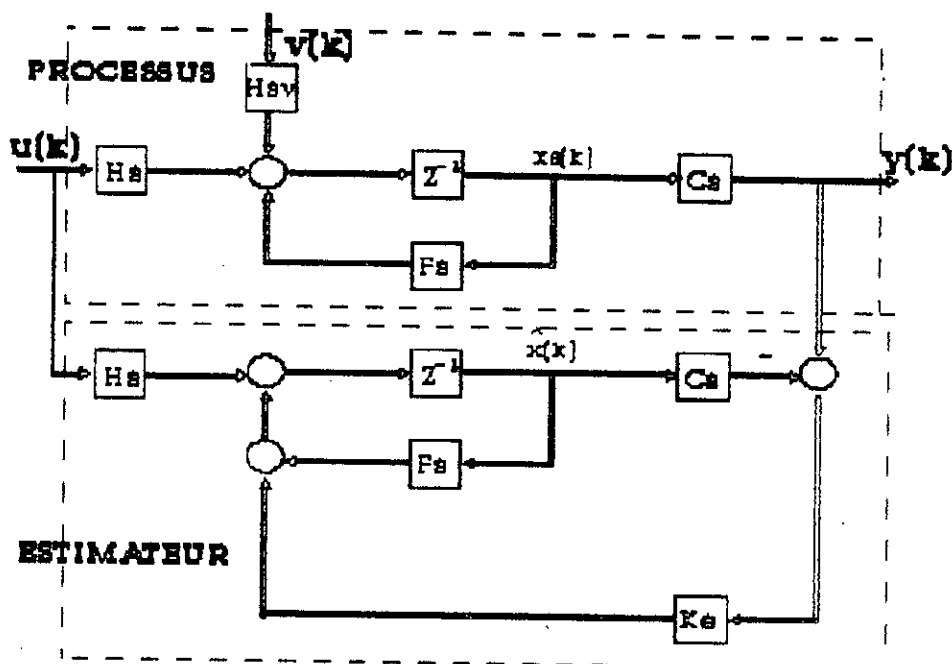 v(k)
PROCESSUS
Hsv
u(k)
Hs
Z⁻¹
xs(k)
Cs
y(k)
Fs
Hs
Z⁻¹
x̂(k)
Cs
-
Fs
ESTIMATEUR
Ke